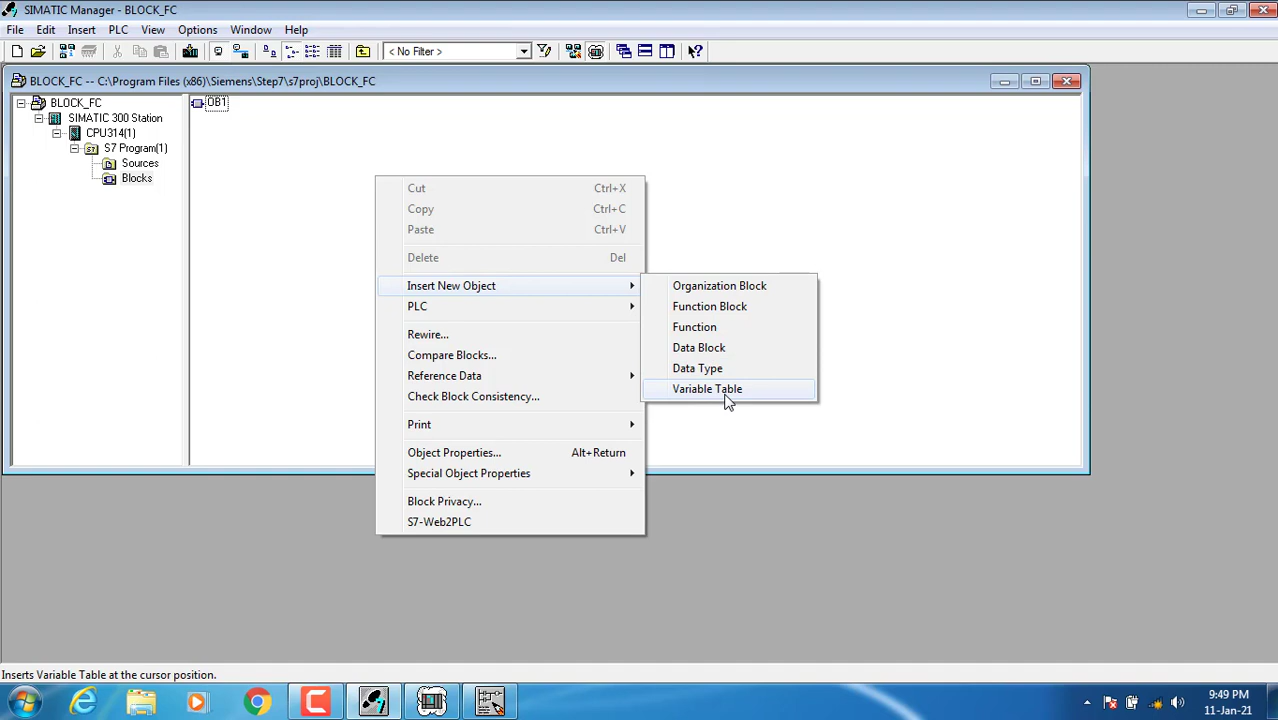 SIMATIC Manager - BLOCK_FC
File Edit Insert PLC View Options Window Help
< No Filter >
BLOCK_FC -- C:\Program Files (x86)\Siemens\Step7\s7proj\BLOCK_FC
BLOCK_FC
SIMATIC 300 Station
CPU314(1)
S7 Program(1)
Sources
Blocks
OB1
Cut Ctrl+X
Copy Ctrl+C
Paste Ctrl+V
Delete Del
Insert New Object
PLC
Rewire...
Compare Blocks...
Reference Data
Check Block Consistency...
Print
Object Properties... Alt+Return
Special Object Properties
Block Privacy...
S7-Web2PLC
Organization Block
Function Block
Function
Data Block
Data Type
Variable Table
Inserts Variable Table at the cursor position.
9:49 PM
11-Jan-21